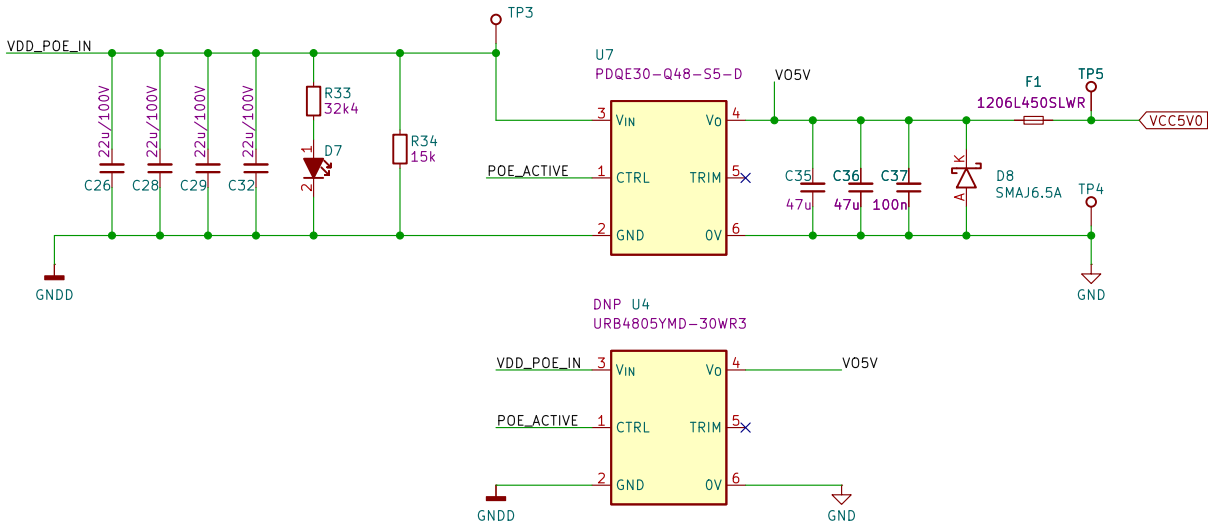 TP3
VDD_POE_IN
U7
PDQE30-Q48-S5-D
VO5V
F1
1206L450SLWR
TP5
VCC5V0
22u/100V
22u/100V
22u/100V
22u/100V
C26
C28
C29
C32
R33
32k4
1
D7
2
R34
15k
POE_ACTIVE
3
VIN
1
CTRL
2
GND
4
VO
5
TRIM
6
0V
C35
47u
C36
47u
C37
100n
K
A
D8
SMAJ6.5A
TP4
GNDD
GND
DNP U4
URB4805YMD-30WR3
VDD_POE_IN
3
VIN
4
VO
VO5V
POE_ACTIVE
1
CTRL
TRIM
5
2
GND
0V
6
GNDD
GND